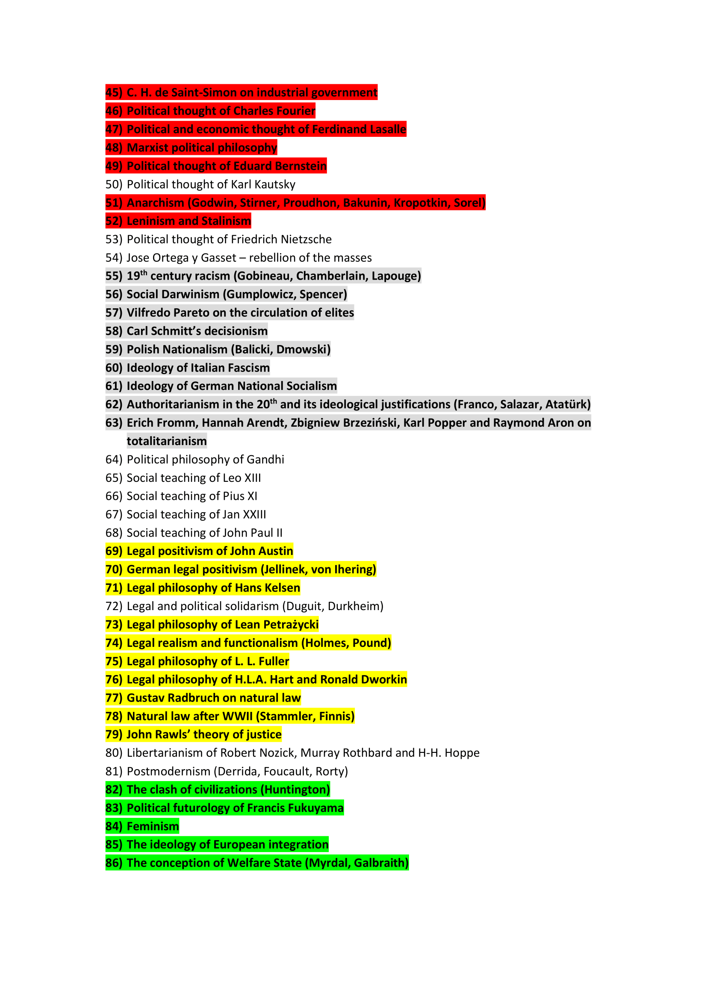 45) C. H. de Saint-Simon on industrial government
46) Political thought of Charles Fourier
47) Political and economic thought of Ferdinand Lasalle
48) Marxist political philosophy
49) Political thought of Eduard Bernstein
50) Political thought of Karl Kautsky
51) Anarchism (Godwin, Stirner, Proudhon, Bakunin, Kropotkin, Sorel)
52) Leninism and Stalinism
53) Political thought of Friedrich Nietzsche
54) Jose Ortega y Gasset – rebellion of the masses
55) 19th century racism (Gobineau, Chamberlain, Lapouge)
56) Social Darwinism (Gumplowicz, Spencer)
57) Vilfredo Pareto on the circulation of elites
58) Carl Schmitt’s decisionism
59) Polish Nationalism (Balicki, Dmowski)
60) Ideology of Italian Fascism
61) Ideology of German National Socialism
62) Authoritarianism in the 20th and its ideological justifications (Franco, Salazar, Atatürk)
63) Erich Fromm, Hannah Arendt, Zbigniew Brzeziński, Karl Popper and Raymond Aron on
totalitarianism
64) Political philosophy of Gandhi
65) Social teaching of Leo XIII
66) Social teaching of Pius XI
67) Social teaching of Jan XXIII
68) Social teaching of John Paul II
69) Legal positivism of John Austin
70) German legal positivism (Jellinek, von Ihering)
71) Legal philosophy of Hans Kelsen
72) Legal and political solidarism (Duguit, Durkheim)
73) Legal philosophy of Lean Petrażycki
74) Legal realism and functionalism (Holmes, Pound)
75) Legal philosophy of L. L. Fuller
76) Legal philosophy of H.L.A. Hart and Ronald Dworkin
77) Gustav Radbruch on natural law
78) Natural law after WWII (Stammler, Finnis)
79) John Rawls’ theory of justice
80) Libertarianism of Robert Nozick, Murray Rothbard and H-H. Hoppe
81) Postmodernism (Derrida, Foucault, Rorty)
82) The clash of civilizations (Huntington)
83) Political futurology of Francis Fukuyama
84) Feminism
85) The ideology of European integration
86) The conception of Welfare State (Myrdal, Galbraith)